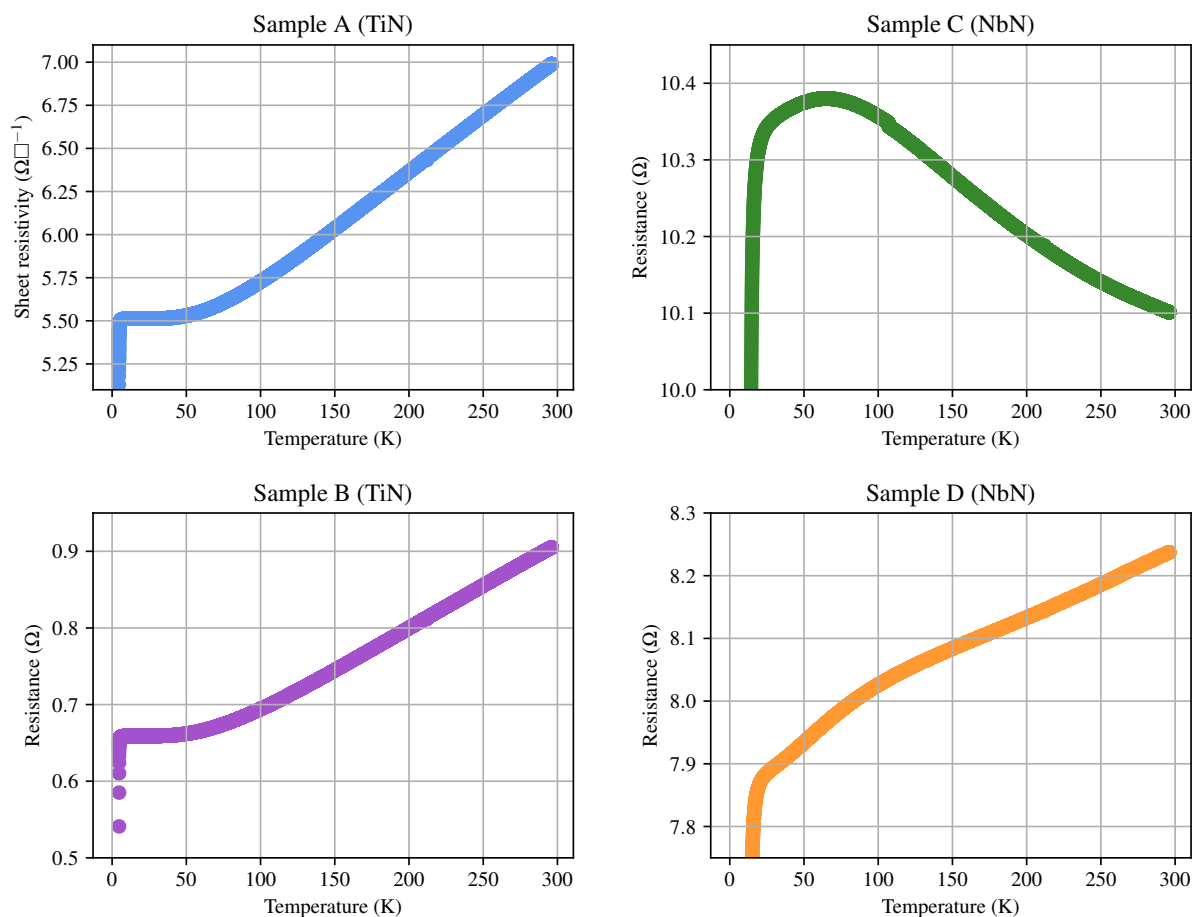 Sample A (TiN)
Sheet resistivity (Ω□⁻¹)
7.00
6.75
6.50
6.25
6.00
5.75
5.50
5.25
0 50 100 150 200 250 300
Temperature (K)
Sample C (NbN)
Resistance (Ω)
10.4
10.3
10.2
10.1
10.0
0 50 100 150 200 250 300
Temperature (K)
Sample B (TiN)
Resistance (Ω)
0.9
0.8
0.7
0.6
0.5
0 50 100 150 200 250 300
Temperature (K)
Sample D (NbN)
Resistance (Ω)
8.3
8.2
8.1
8.0
7.9
7.8
0 50 100 150 200 250 300
Temperature (K)